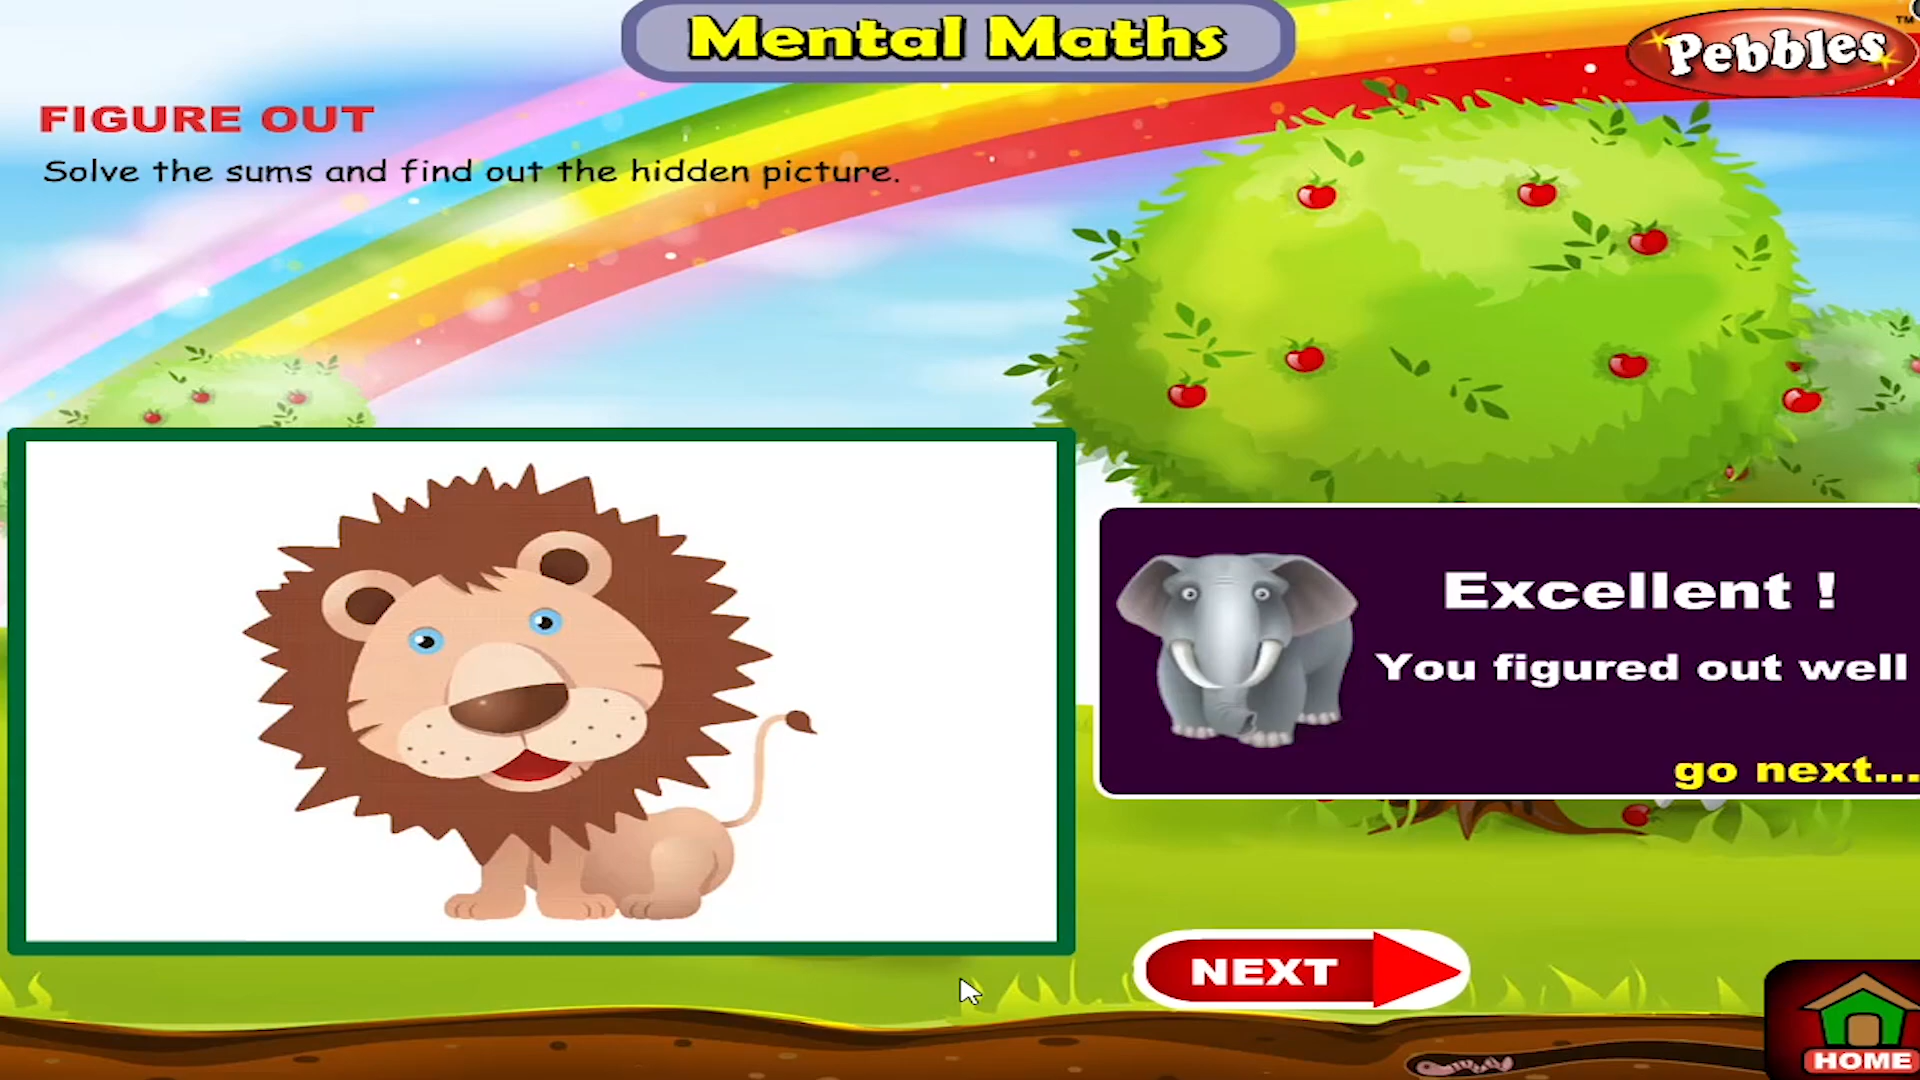 Mental Maths
Pebbles
TM
FIGURE OUT
Solve the sums and find out the hidden picture.
Excellent !
You figured out well
go next...
NEXT
HOME